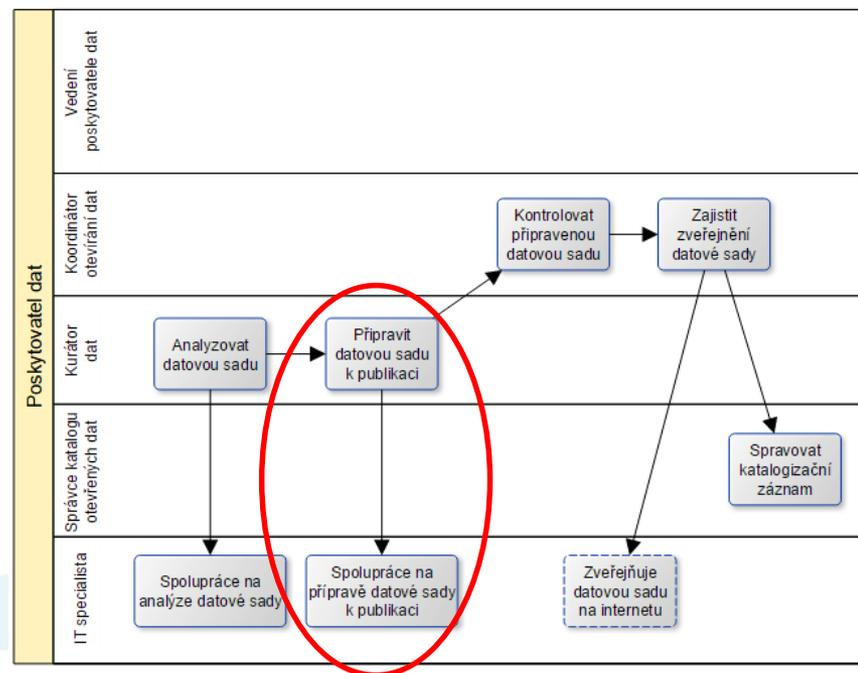 Poskytovatel dat
Vedení
poskytovatele dat
Koordinátor
otevírání dat
Kontrolovat
připravenou
datovou sadu
Zajistit
zveřejnění
datové sady
Kurátor
dat
Analyzovat
datovou sadu
Připravit
datovou sadu
k publikaci
Správce katalogu
otevřených dat
Spravovat
katalogizační
záznam
IT specialista
Spolupráce na
analýze datové sady
Spolupráce na
přípravě datové sady
k publikaci
Zveřejňuje
datovou sadu
na internetu